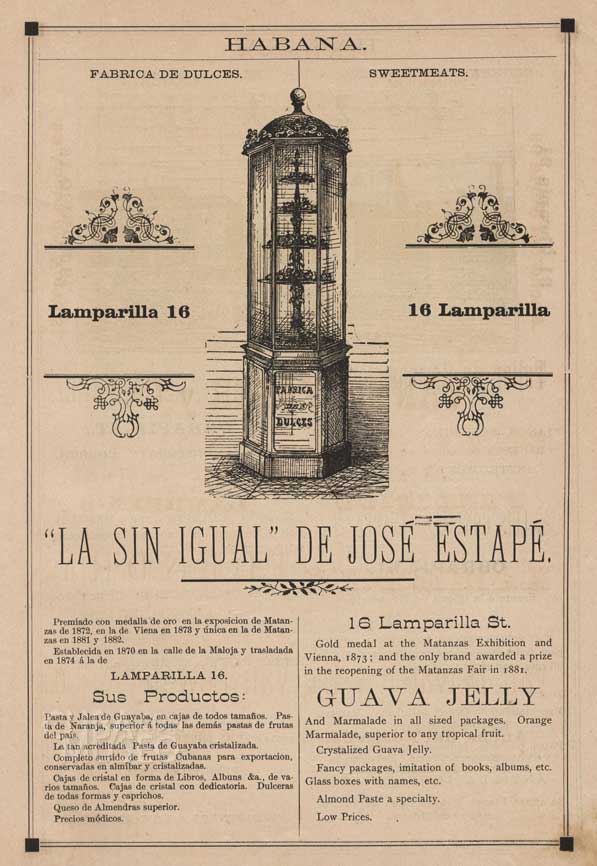 HABANA.
FABRICA DE DULCES.
SWEETMEATS.
Lamparilla 16
16 Lamparilla
FABRICA
DULCES
"LA SIN IGUAL" DE JOSÉ ESTAPÉ.
Premiado con medalla de oro en la exposicion de Matan-
zas de 1872, en la de Viena en 1873 y única en la de Matan-
zas en 1881 y 1882.
Establecida en 1870 en la calle de la Maloja y trasladada
en 1874 á la de
LAMPARILLA 16.
Sus Productos:
Pasta y Jalea de Guayaba, en cajas de todos tamaños. Pas-
ta de Naranja, superior á todas las demás pastas de frutas
del país.
La tan acreditada Pasta de Guayaba cristalizada.
Completo surtido de frutas Cubanas para exportacion,
conservadas en almíbar y cristalizadas.
Cajas de cristal en forma de Libros, Albuns &a., de va-
rios tamaños. Cajas de cristal con dedicatoria. Dulceras
de todas formas y caprichos.
Queso de Almendras superior.
Precios módicos.
16 Lamparilla St.
Gold medal at the Matanzas Exhibition and
Vienna, 1873; and the only brand awarded a prize
in the reopening of the Matanzas Fair in 1881.
GUAVA JELLY
And Marmalade in all sized packages. Orange
Marmalade, superior to any tropical fruit.
Crystalized Guava Jelly.
Fancy packages, imitation of books, albums, etc.
Glass boxes with names, etc.
Almond Paste a specialty.
Low Prices.